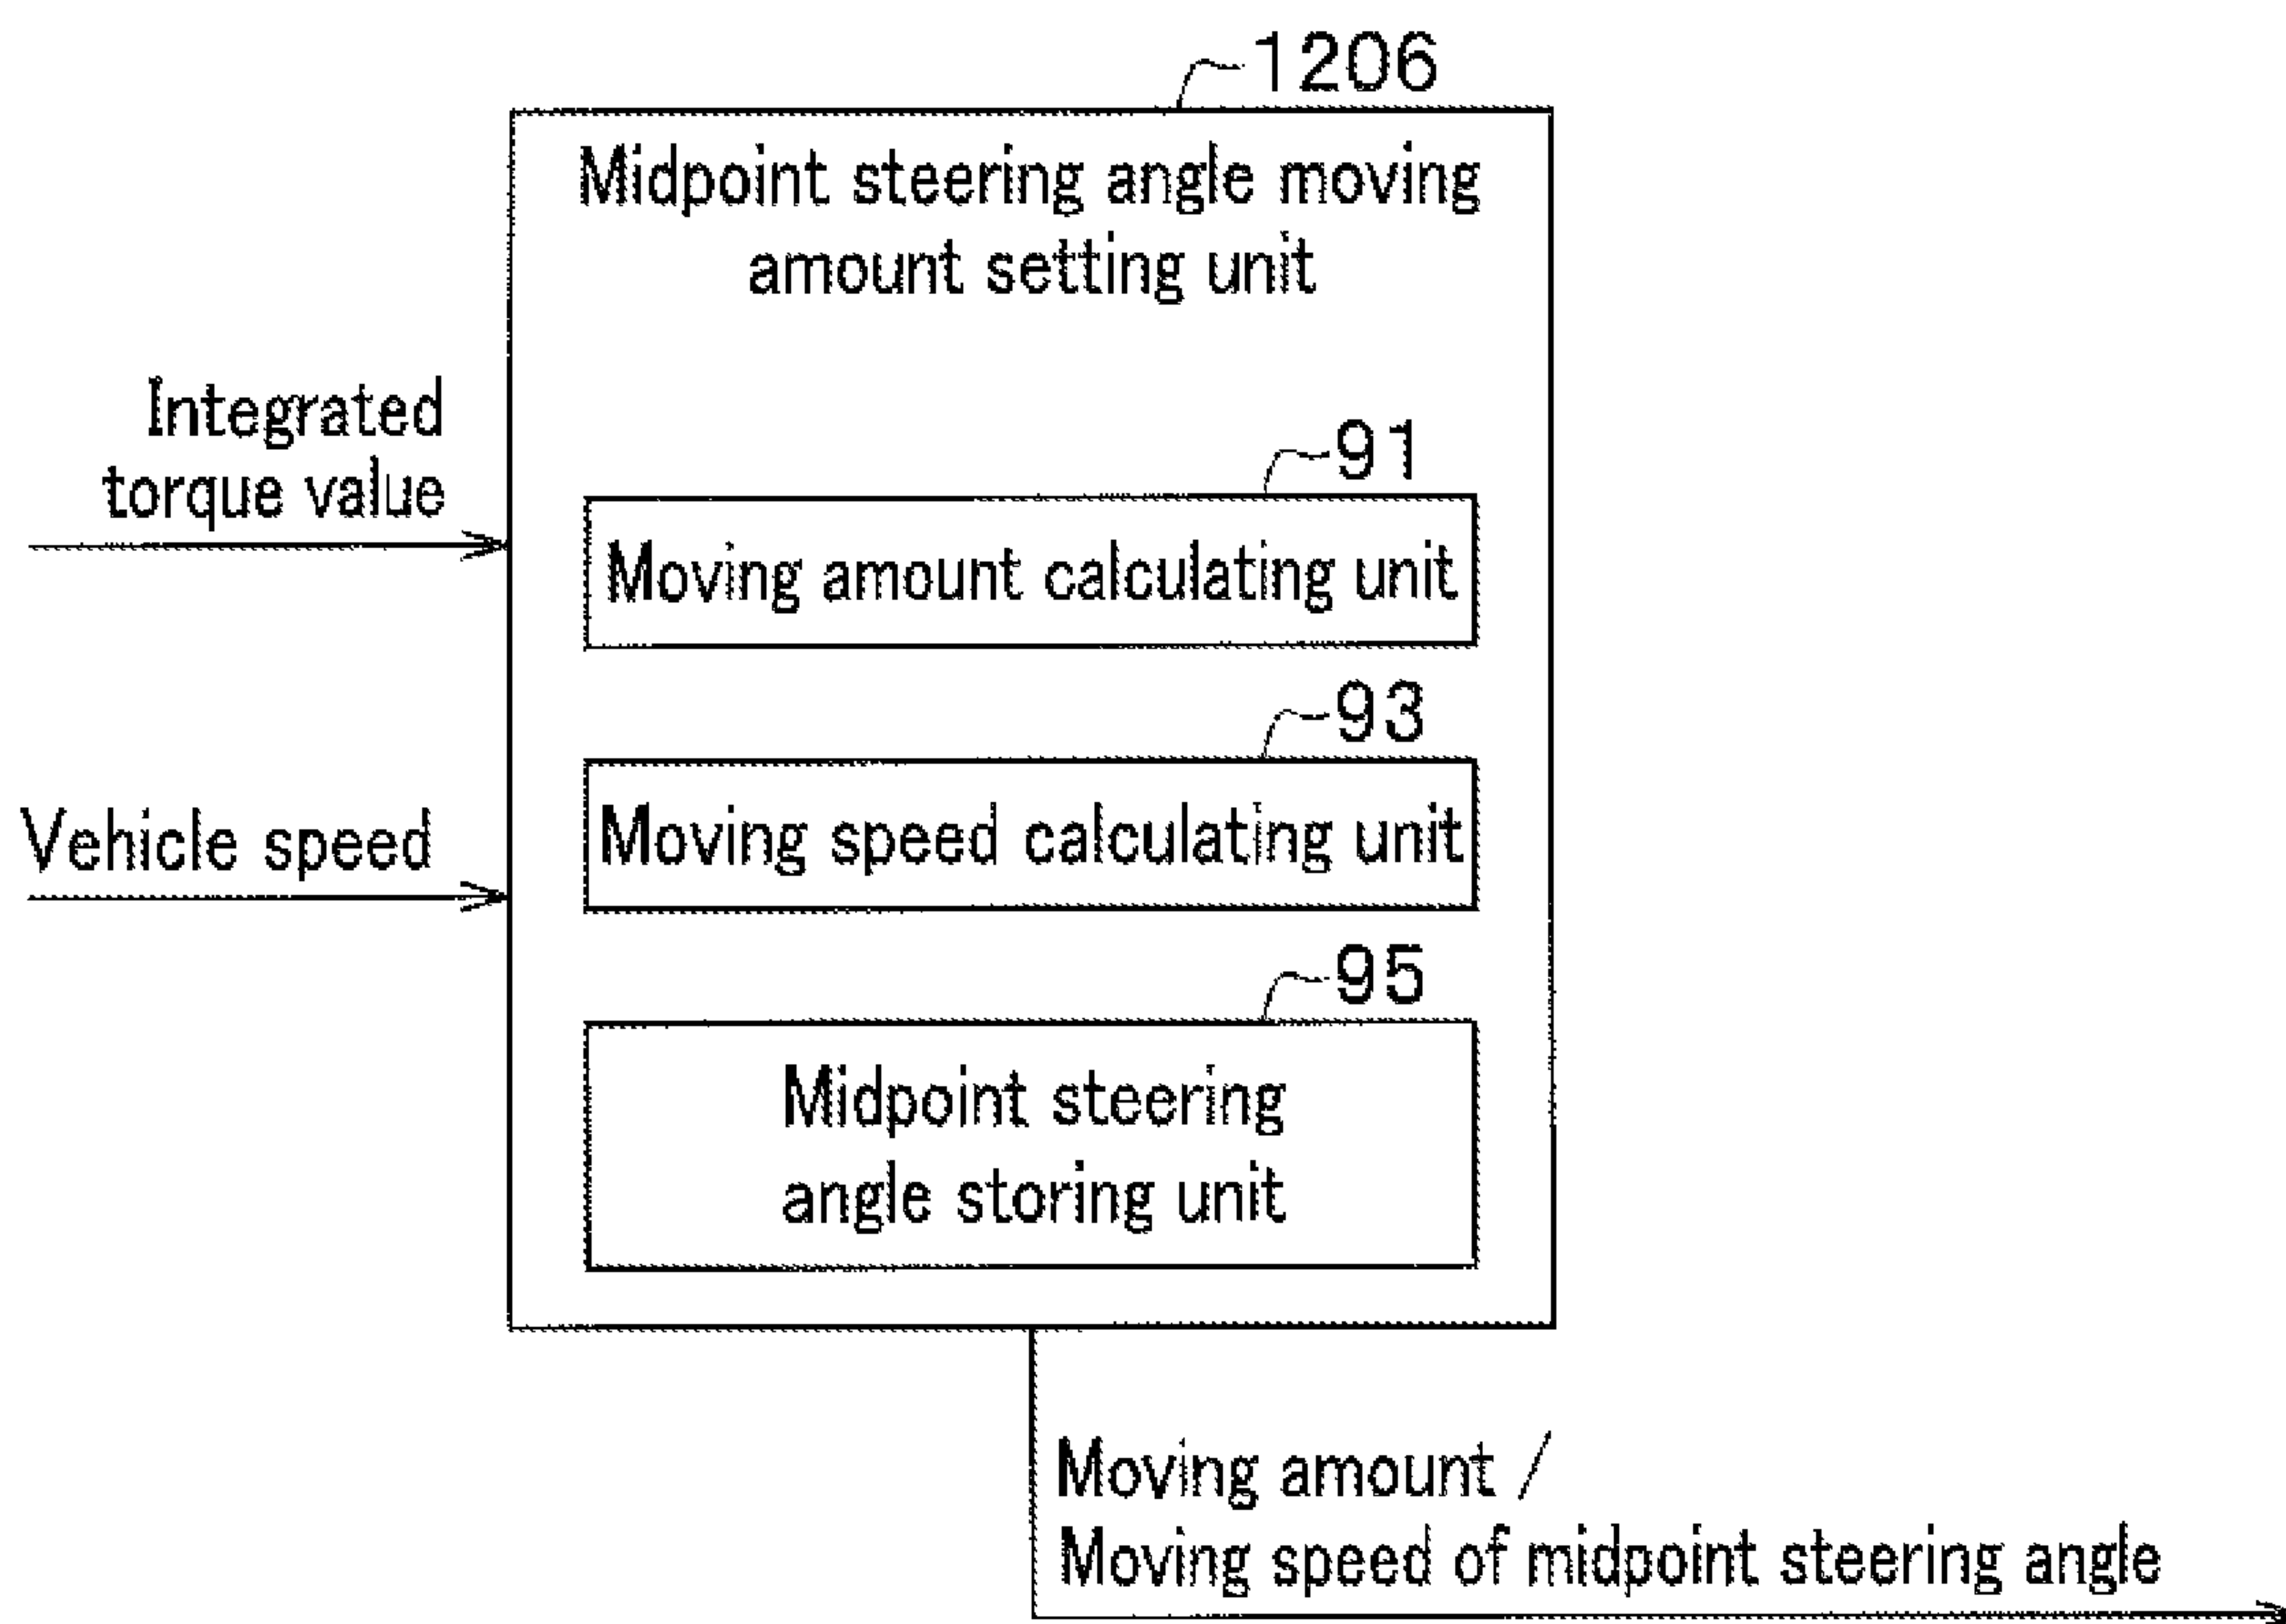 1206
Midpoint steering angle moving
amount setting unit
Integrated
torque value
91
Moving amount calculating unit
93
Moving speed calculating unit
Vehicle speed
95
Midpoint steering
angle storing unit
Moving amount /
Moving speed of midpoint steering angle